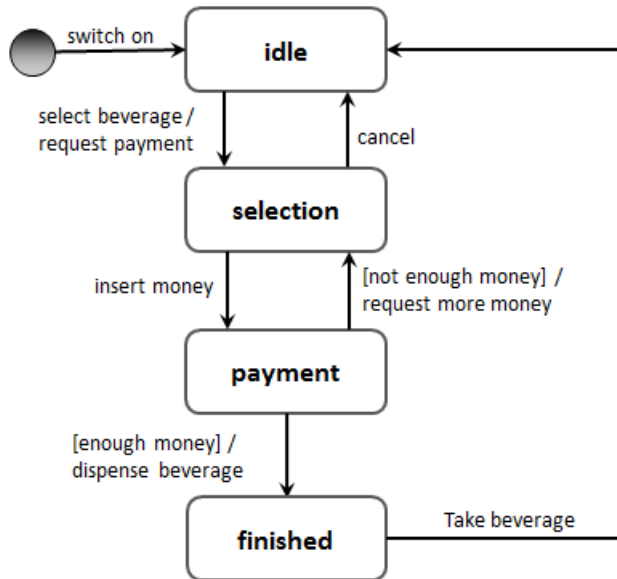 switch on
idle
select beverage /
request payment
cancel
selection
insert money
[not enough money] /
request more money
payment
[enough money] /
dispense beverage
finished
Take beverage